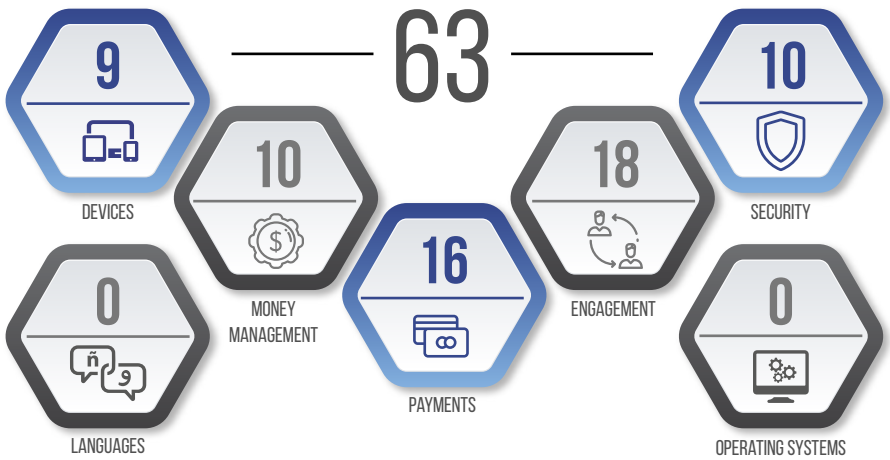 63
9
DEVICES
10
MONEY
MANAGEMENT
16
PAYMENTS
18
ENGAGEMENT
10
SECURITY
0
ñ
و
LANGUAGES
0
OPERATING SYSTEMS
$